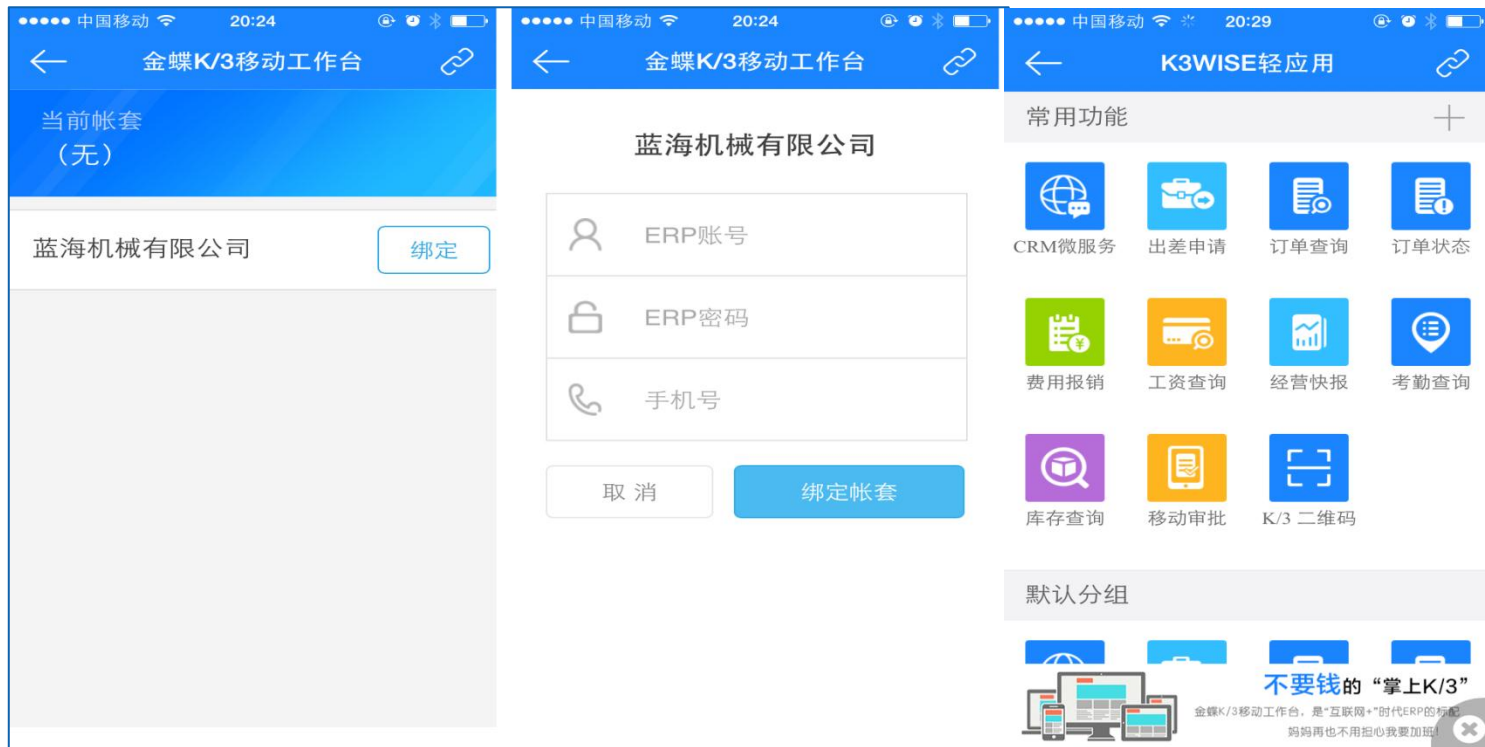 中国移动 20:24
金蝶K/3移动工作台
当前帐套
（无）
蓝海机械有限公司 绑定
中国移动 20:24
金蝶K/3移动工作台
蓝海机械有限公司
ERP账号
ERP密码
手机号
取 消 绑定帐套
中国移动 20:29
K3WISE轻应用
常用功能
CRM微服务 出差申请 订单查询 订单状态
费用报销 工资查询 经营快报 考勤查询
库存查询 移动审批 K/3 二维码
默认分组
不要钱的“掌上K/3”
金蝶K/3移动工作台，是“互联网+”时代ERP的标配
妈妈再也不用担心我要加班!